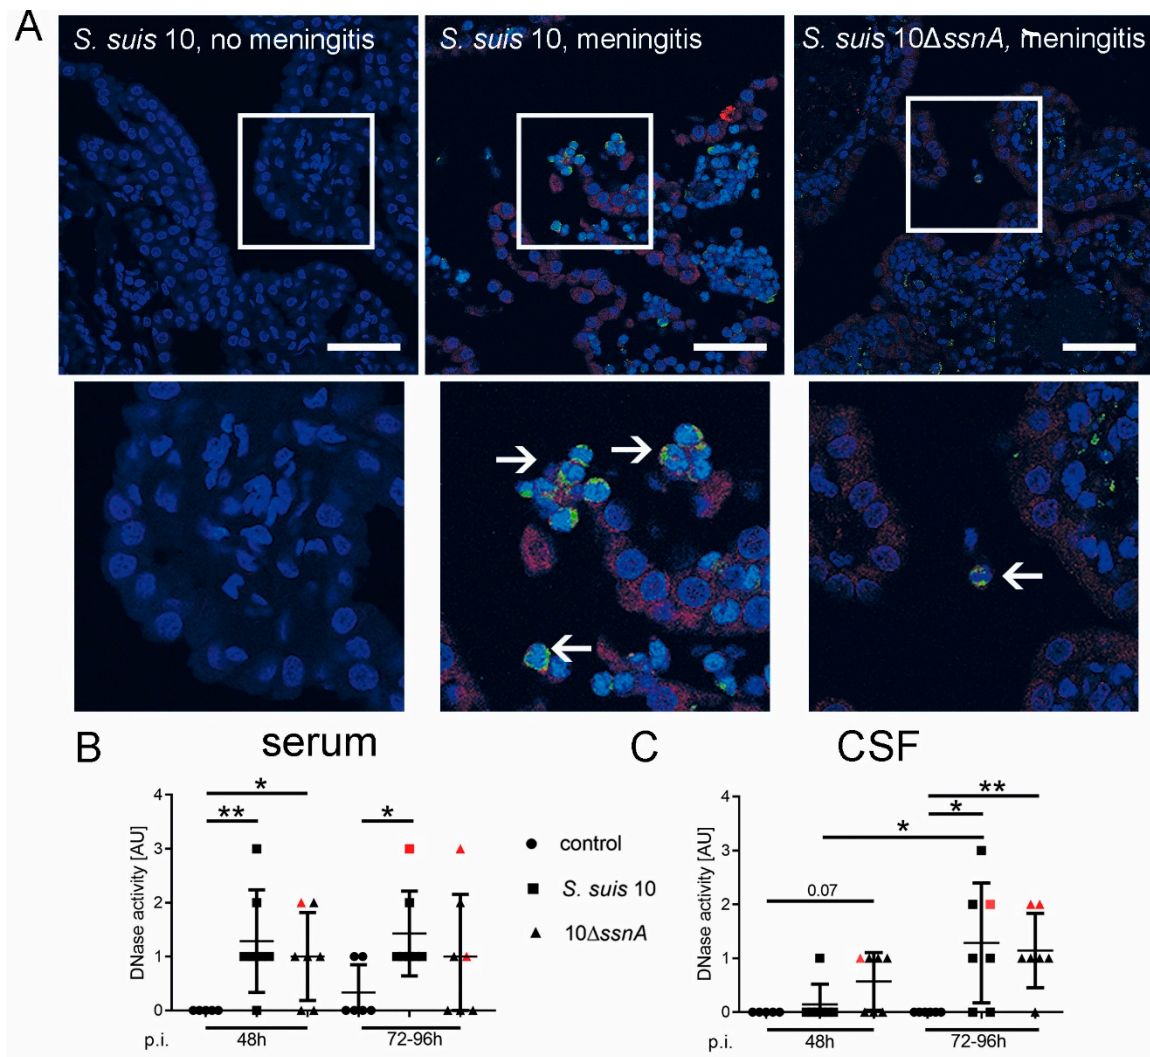 A
S. suis 10, no meningitis
S. suis 10, meningitis
S. suis 10ΔssnA, meningitis
B
serum
C
CSF
DNase activity [AU]
4
3
2
1
0
**
*
*
p.i.
48h
72-96h
control
S. suis 10
10ΔssnA
DNase activity [AU]
4
3
2
1
0
0.07
*
*
**
p.i.
48h
72-96h